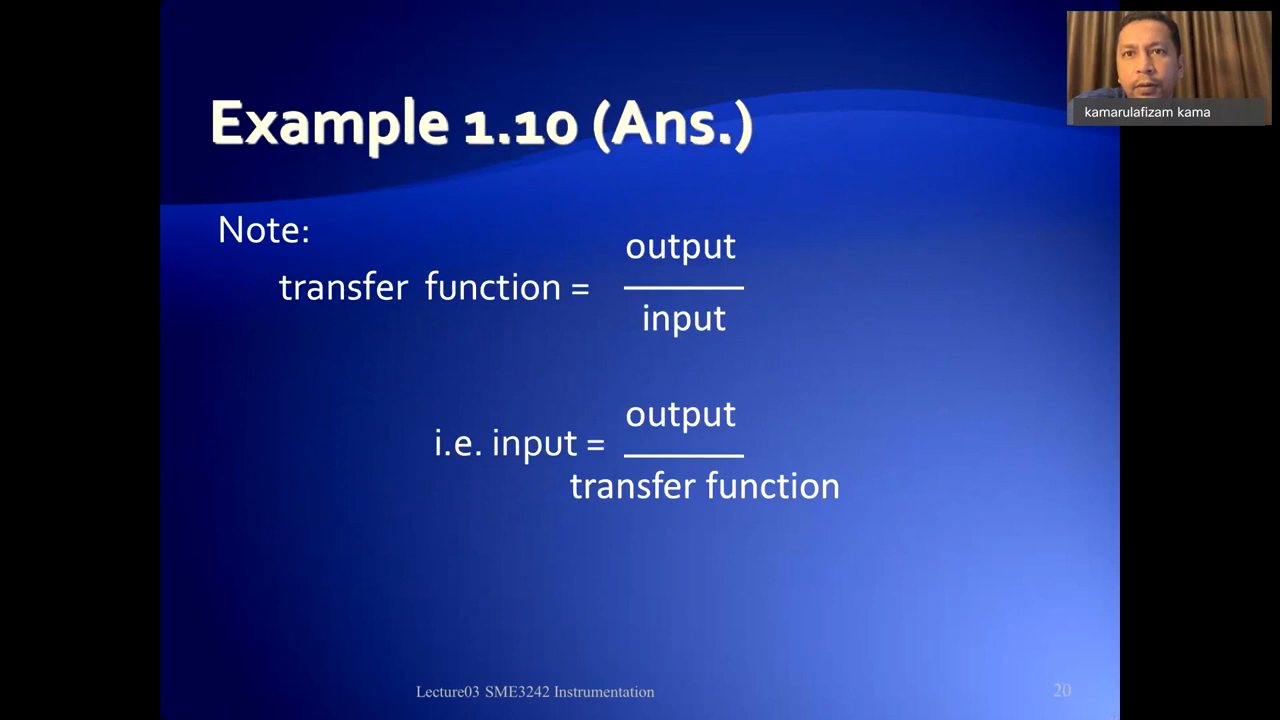 kamarulafizam kama
Example 1.10 (Ans.)
Note:
transfer function = output
input
i.e. input = output
transfer function
Lecture03 SME3242 Instrumentation
20